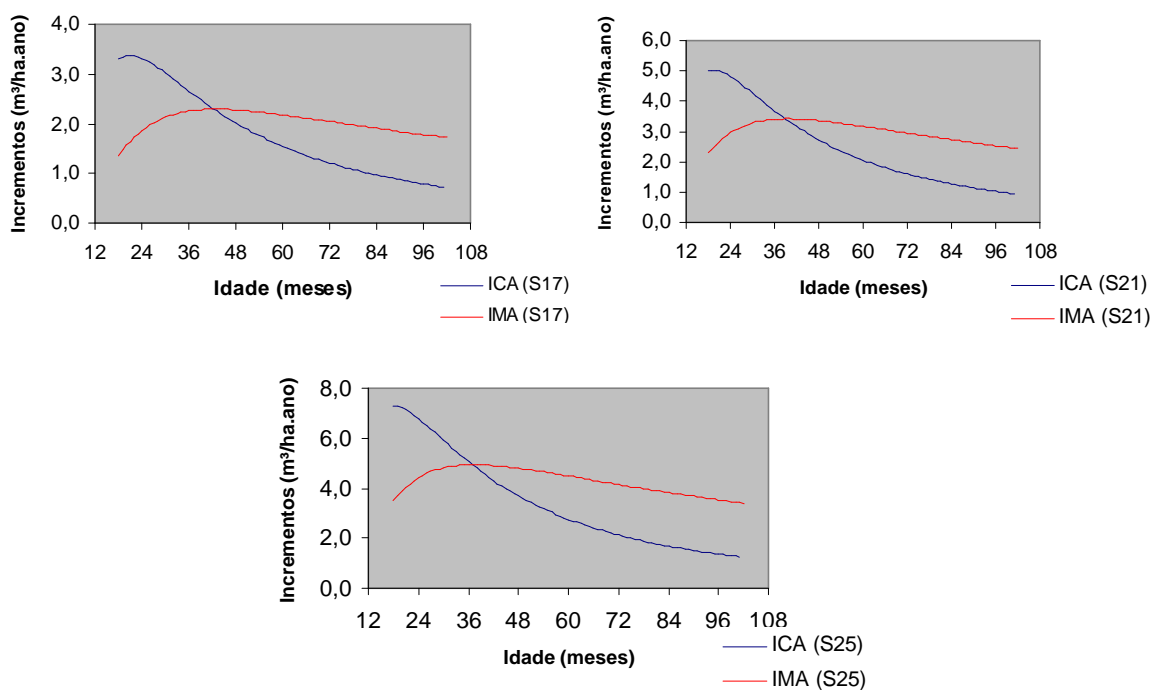 Incrementos (m³/ha.ano)
4,0
3,0
2,0
1,0
0,0
12 24 36 48 60 72 84 96 108
Idade (meses)
ICA (S17)
IMA (S17)
Incrementos (m³/ha.ano)
6,0
5,0
4,0
3,0
2,0
1,0
0,0
12 24 36 48 60 72 84 96 108
Idade (meses)
ICA (S21)
IMA (S21)
Incrementos (m³/ha.ano)
8,0
6,0
4,0
2,0
0,0
12 24 36 48 60 72 84 96 108
Idade (meses)
ICA (S25)
IMA (S25)